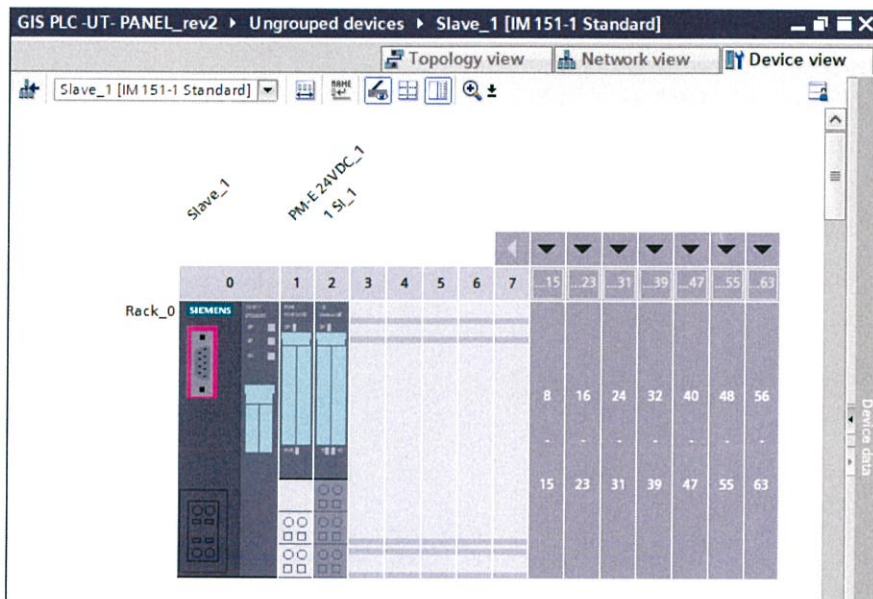 GIS PLC -UT- PANEL_rev2 ▸ Ungrouped devices ▸ Slave_1 [IM 151-1 Standard]
Topology view Network view Device view
Slave_1 [IM 151-1 Standard]
Slave_1
PM-E 24VDC_1
1 SI_1
0 1 2 3 4 5 6 7 ...15 ...23 ...31 ...39 ...47 ...55 ...63
Rack_0
SIEMENS
8 16 24 32 40 48 56
- - - - - - -
15 23 31 39 47 55 63
Device data